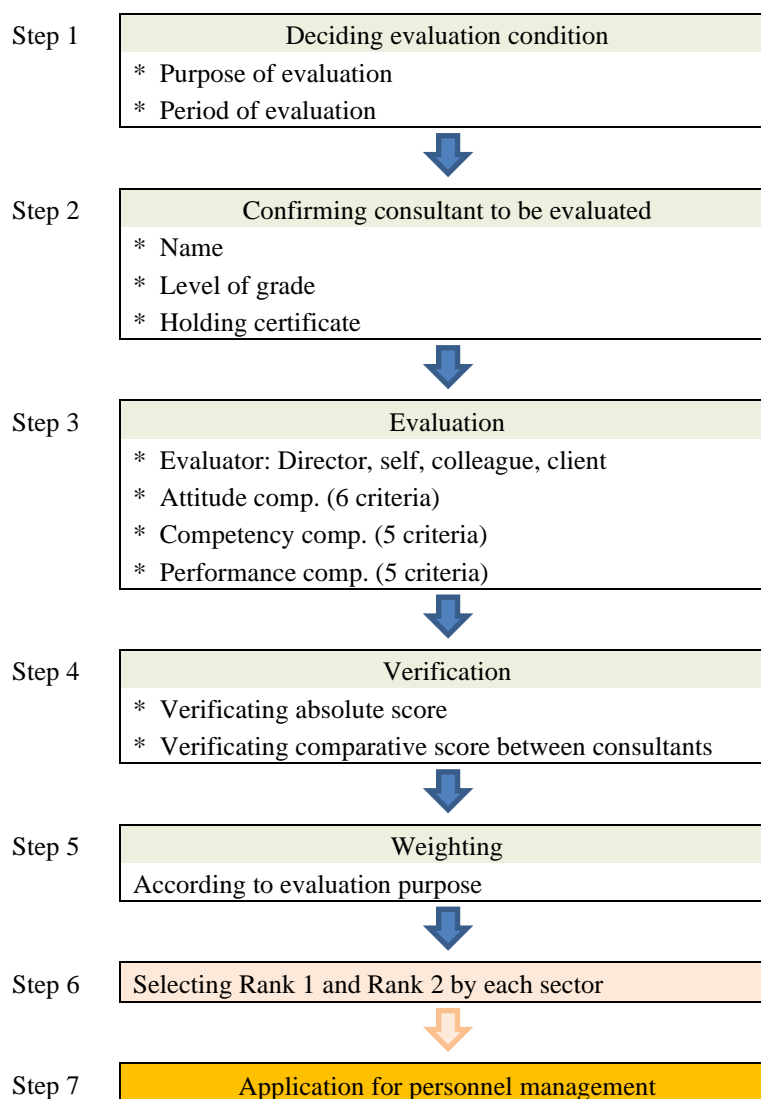 Step 1
Deciding evaluation condition
* Purpose of evaluation
* Period of evaluation
Step 2
Confirming consultant to be evaluated
* Name
* Level of grade
* Holding certificate
Step 3
Evaluation
* Evaluator: Director, self, colleague, client
* Attitude comp. (6 criteria)
* Competency comp. (5 criteria)
* Performance comp. (5 criteria)
Step 4
Verification
* Verificating absolute score
* Verificating comparative score between consultants
Step 5
Weighting
According to evaluation purpose
Step 6
Selecting Rank 1 and Rank 2 by each sector
Step 7
Application for personnel management